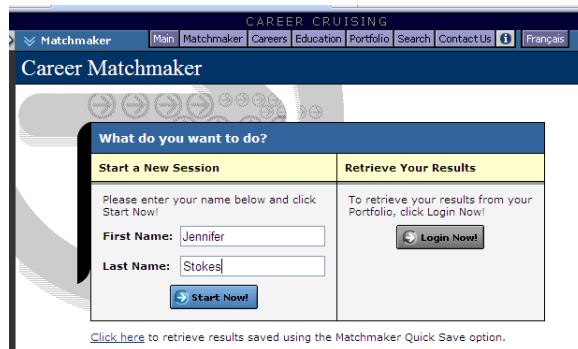 CAREER CRUISING
Matchmaker Main Matchmaker Careers Education Portfolio Search Contact Us i Français
Career Matchmaker
What do you want to do?
Start a New Session
Please enter your name below and click
Start Now!
First Name: Jennifer
Last Name: Stokes
Start Now!
Retrieve Your Results
To retrieve your results from your
Portfolio, click Login Now!
Login Now!
Click here to retrieve results saved using the Matchmaker Quick Save option.